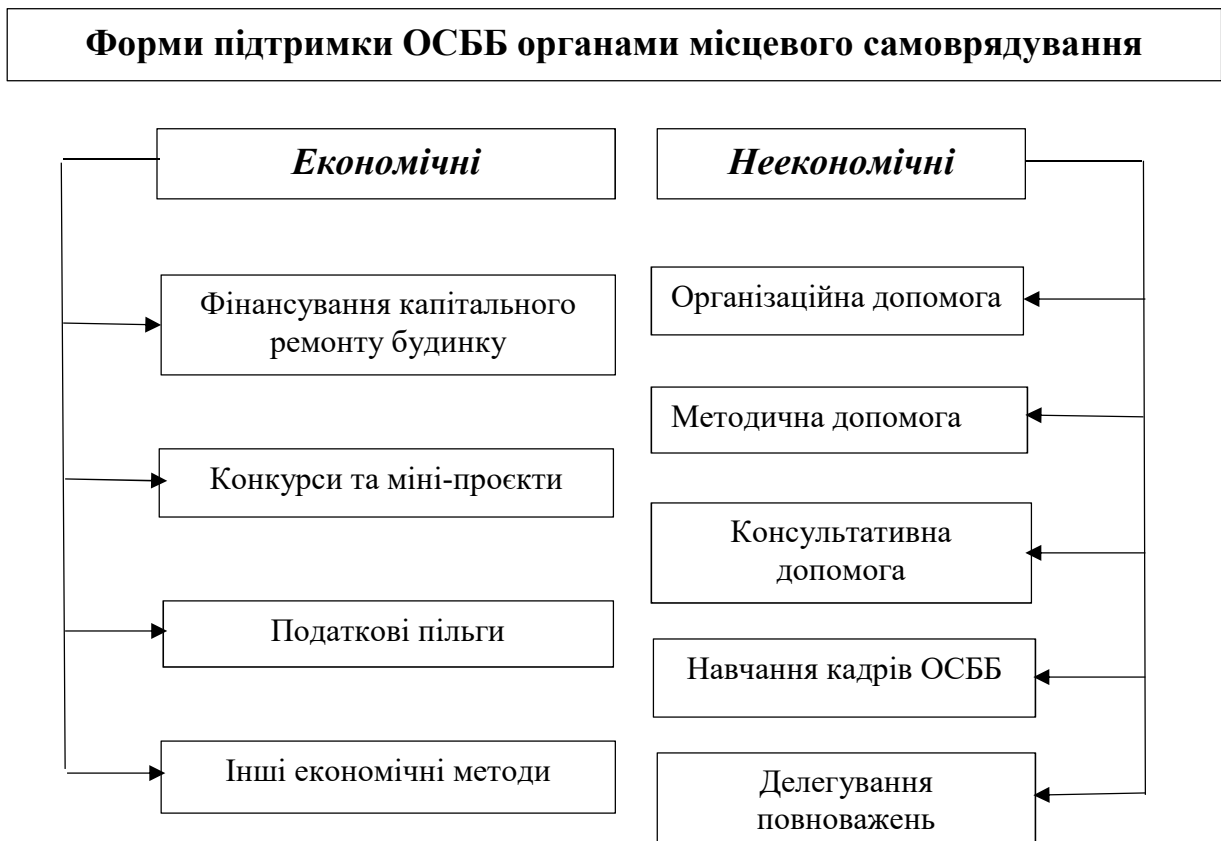 Форми підтримки ОСББ органами місцевого самоврядування
Економічні
Фінансування капітального
ремонту будинку
Конкурси та міні-проєкти
Податкові пільги
Інші економічні методи
Неекономічні
Організаційна допомога
Методична допомога
Консультативна
допомога
Навчання кадрів ОСББ
Делегування
повноважень